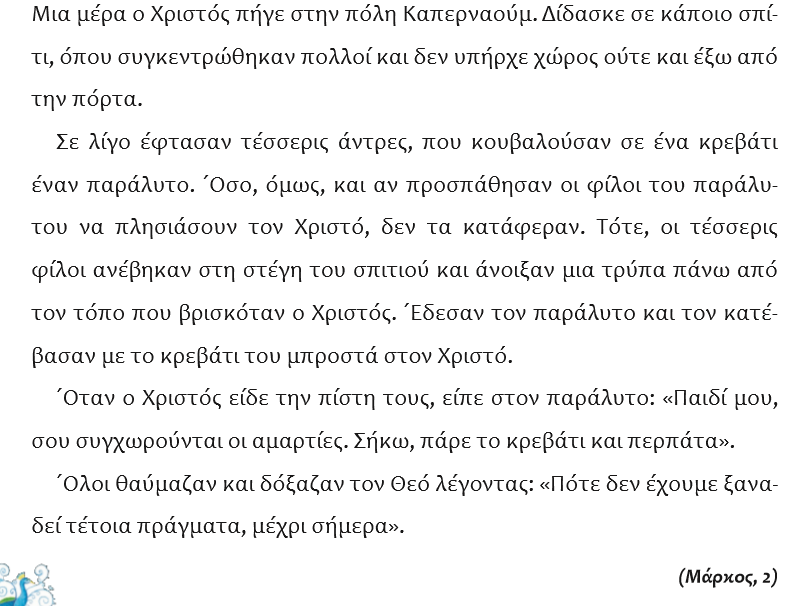 Μια μέρα ο Χριστός πήγε στην πόλη Καπερναούμ. Δίδασκε σε κάποιο σπί-
τι, όπου συγκεντρώθηκαν πολλοί και δεν υπήρχε χώρος ούτε και έξω από
την πόρτα.
Σε λίγο έφτασαν τέσσερις άντρες, που κουβαλούσαν σε ένα κρεβάτι
έναν παράλυτο. Όσο, όμως, και αν προσπάθησαν οι φίλοι του παράλυ-
του να πλησιάσουν τον Χριστό, δεν τα κατάφεραν. Τότε, οι τέσσερις
φίλοι ανέβηκαν στη στέγη του σπιτιού και άνοιξαν μια τρύπα πάνω από
τον τόπο που βρισκόταν ο Χριστός. Έδεσαν τον παράλυτο και τον κατέ-
βασαν με το κρεβάτι του μπροστά στον Χριστό.
Όταν ο Χριστός είδε την πίστη τους, είπε στον παράλυτο: «Παιδί μου,
σου συγχωρούνται οι αμαρτίες. Σήκω, πάρε το κρεβάτι και περπάτα».
Όλοι θαύμαζαν και δόξαζαν τον Θεό λέγοντας: «Πότε δεν έχουμε ξανα-
δεί τέτοια πράγματα, μέχρι σήμερα».
(Μάρκος, 2)